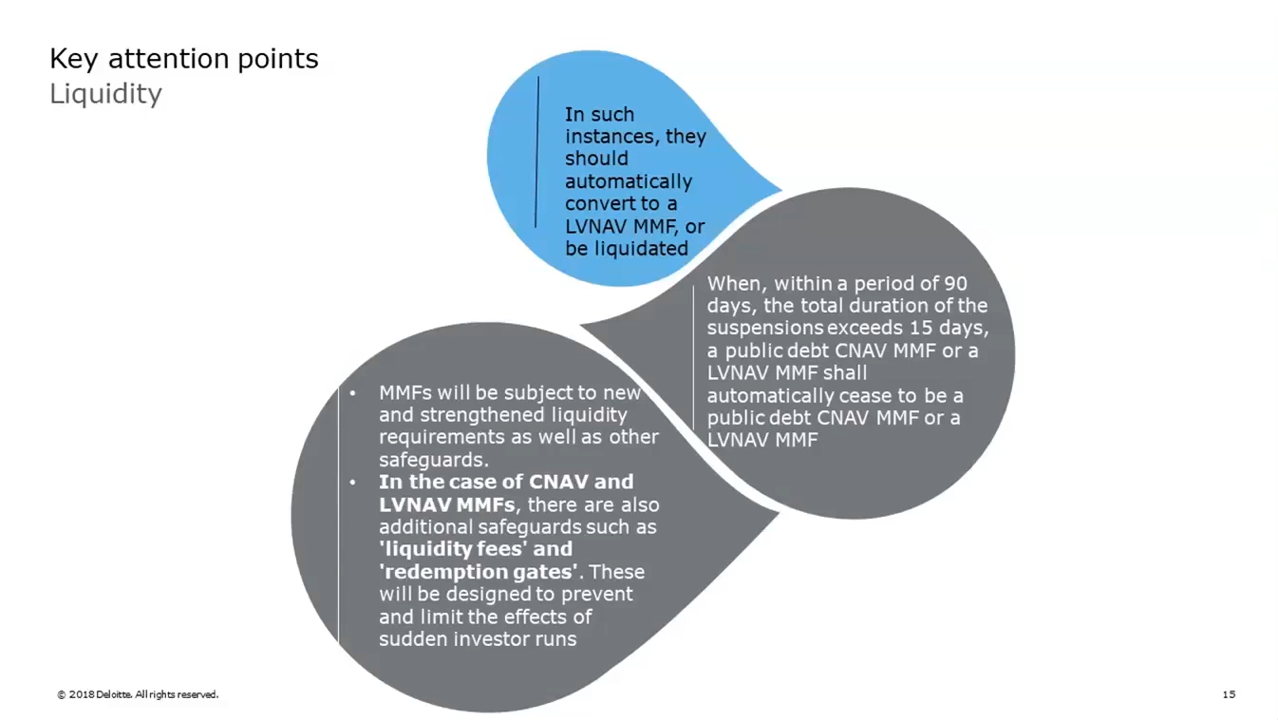 Key attention points
Liquidity
In such
instances, they
should
automatically
convert to a
LVNAV MMF, or
be liquidated
When, within a period of 90
days, the total duration of the
suspensions exceeds 15 days,
a public debt CNAV MMF or a
LVNAV MMF shall
automatically cease to be a
public debt CNAV MMF or a
LVNAV MMF
• MMFs will be subject to new
and strengthened liquidity
requirements as well as other
safeguards.
• In the case of CNAV and
LVNAV MMFs, there are also
additional safeguards such as
'liquidity fees' and
'redemption gates'. These
will be designed to prevent
and limit the effects of
sudden investor runs
© 2018 Deloitte. All rights reserved.
15